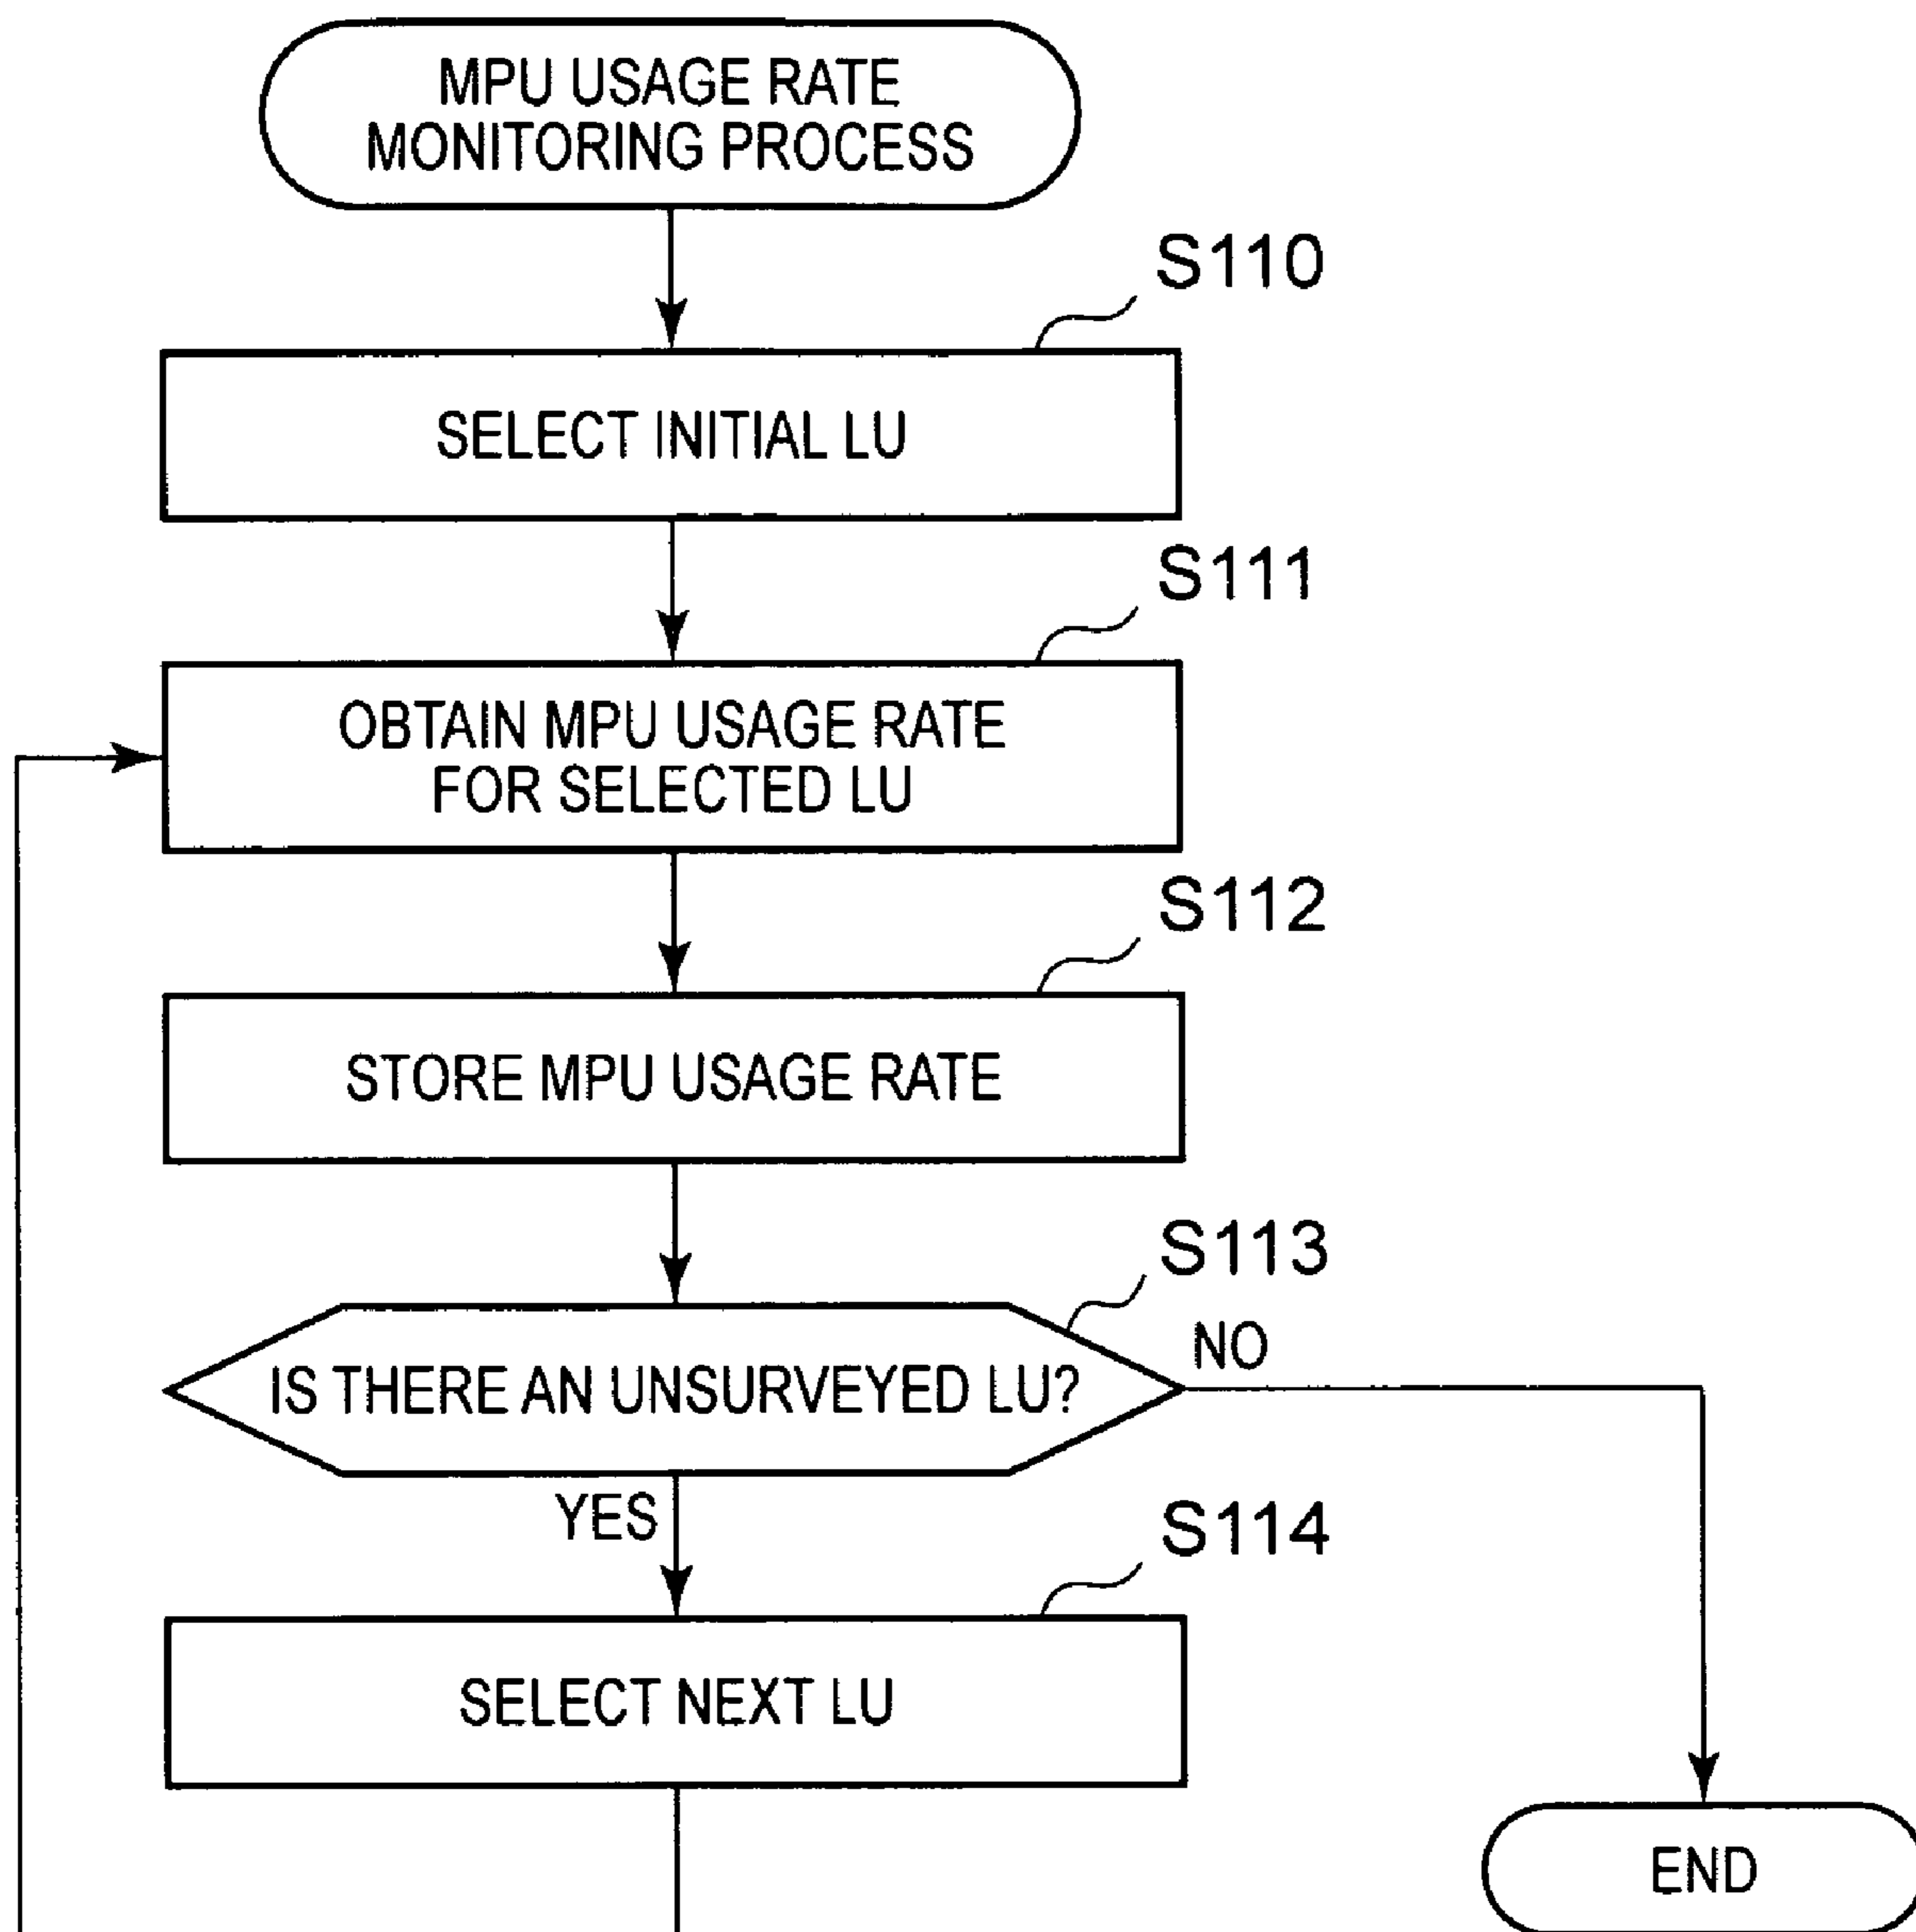 MPU USAGE RATE
MONITORING PROCESS
S110
SELECT INITIAL LU
S111
OBTAIN MPU USAGE RATE
FOR SELECTED LU
S112
STORE MPU USAGE RATE
S113
IS THERE AN UNSURVEYED LU?
NO
YES
S114
SELECT NEXT LU
END